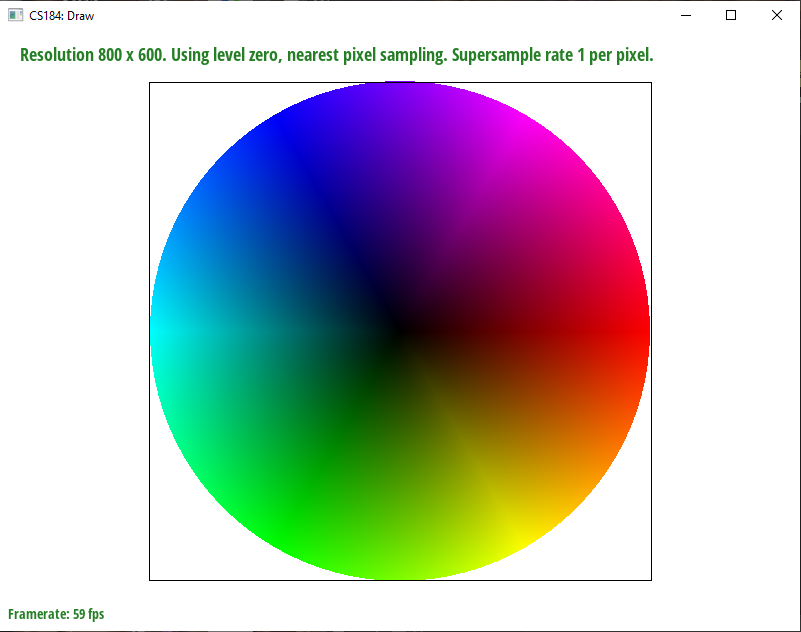 CS184: Draw
Resolution 800 x 600. Using level zero, nearest pixel sampling. Supersample rate 1 per pixel.
Framerate: 59 fps